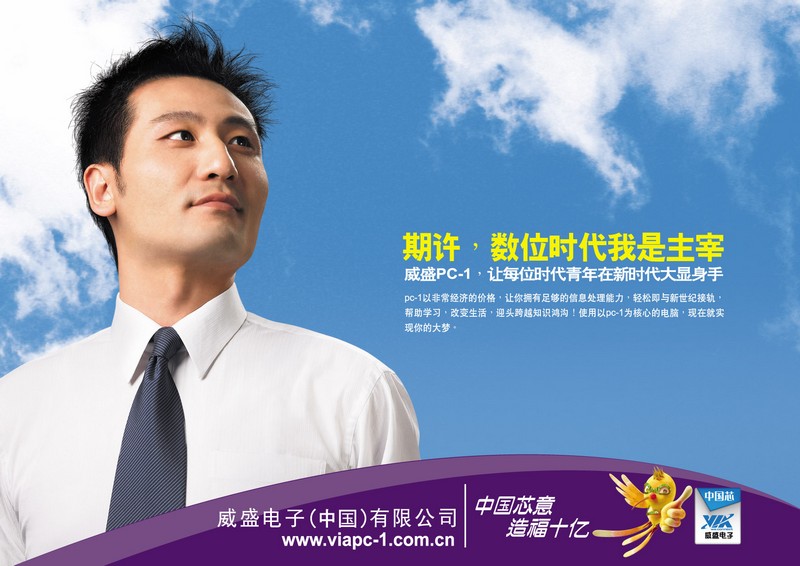 期许，数位时代我是主宰
威盛PC-1，让每位时代青年在新时代大显身手
pc-1以非常经济的价格，让你拥有足够的信息处理能力，轻松即与新世纪接轨，
帮助学习，改变生活，迎头跨越知识鸿沟！使用以pc-1为核心的电脑，现在就实
现你的大梦。
威盛电子(中国)有限公司
www.viapc-1.com.cn
中国芯意
造福十亿
中国芯
VIA
威盛电子